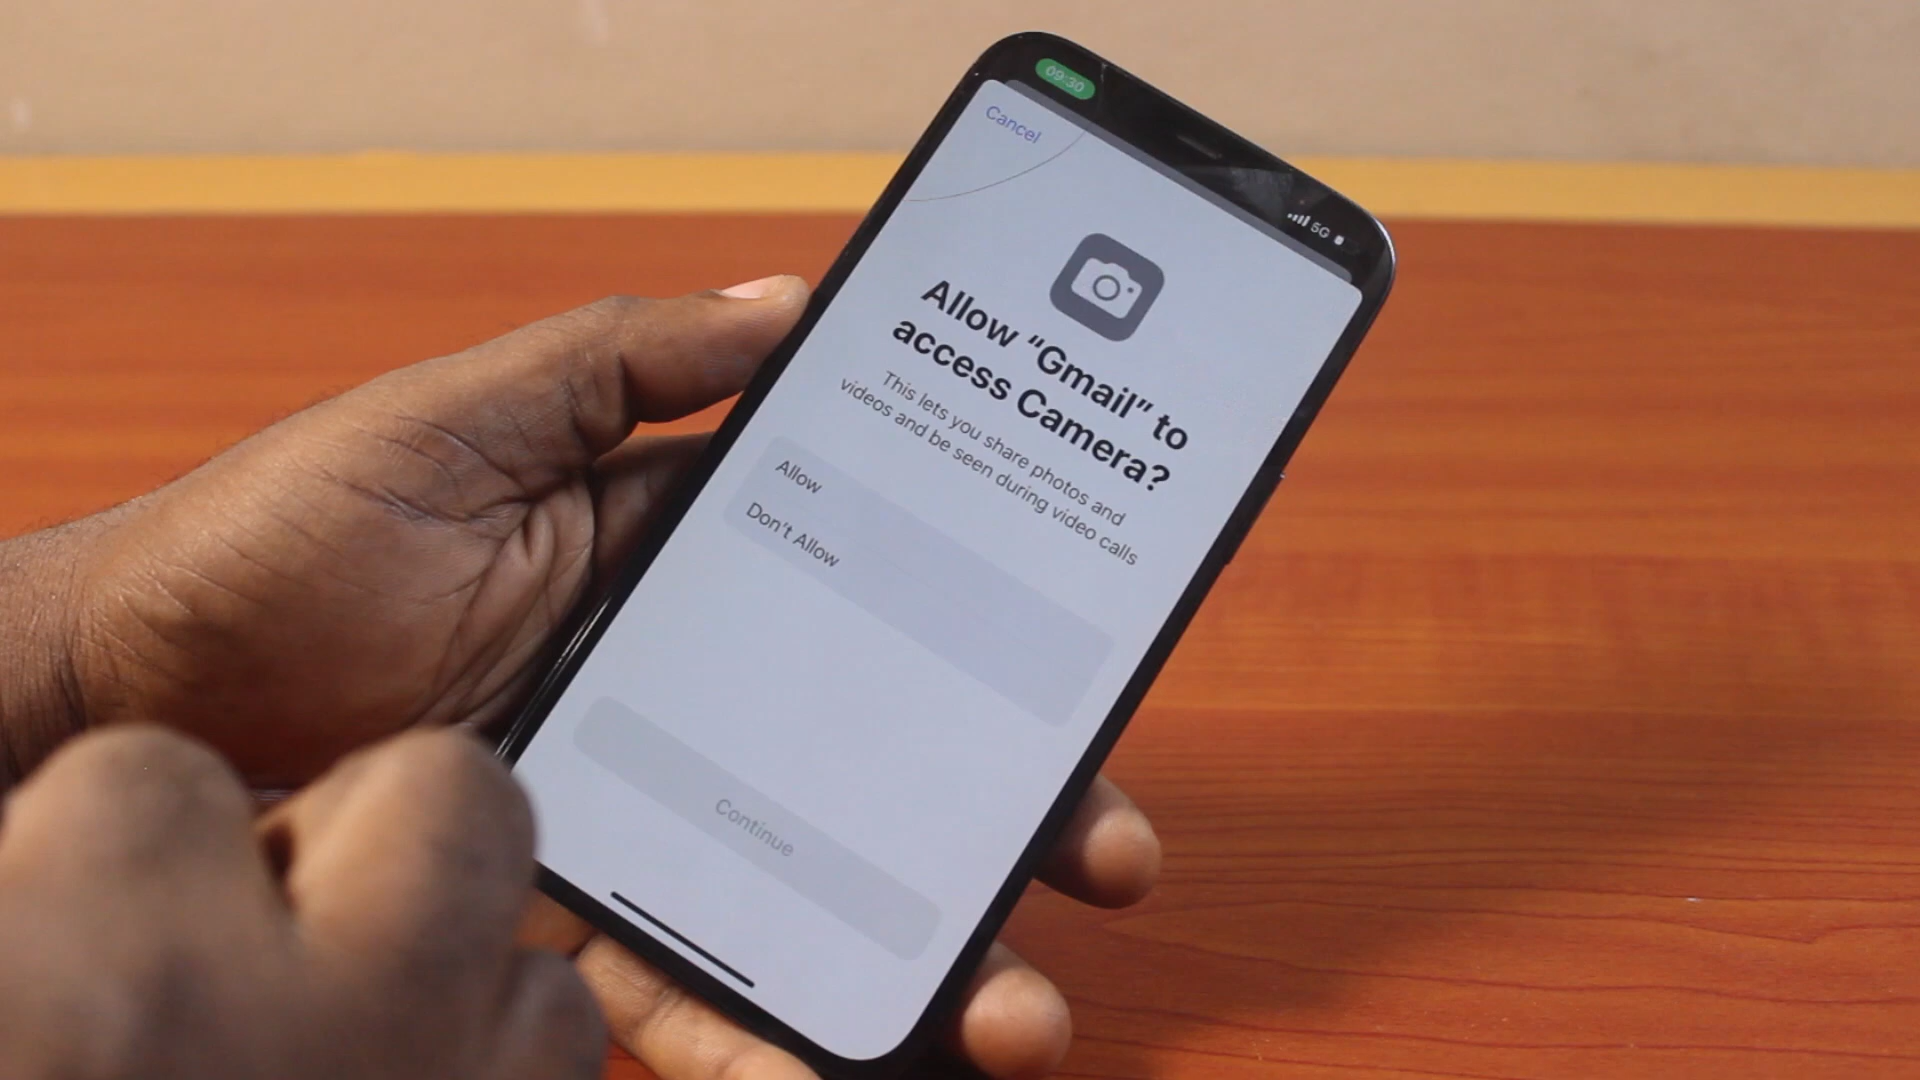 09:30
5G
Cancel
Allow “Gmail” to
access Camera?
This lets you share photos and
videos and be seen during video calls
Allow
Don’t Allow
Continue